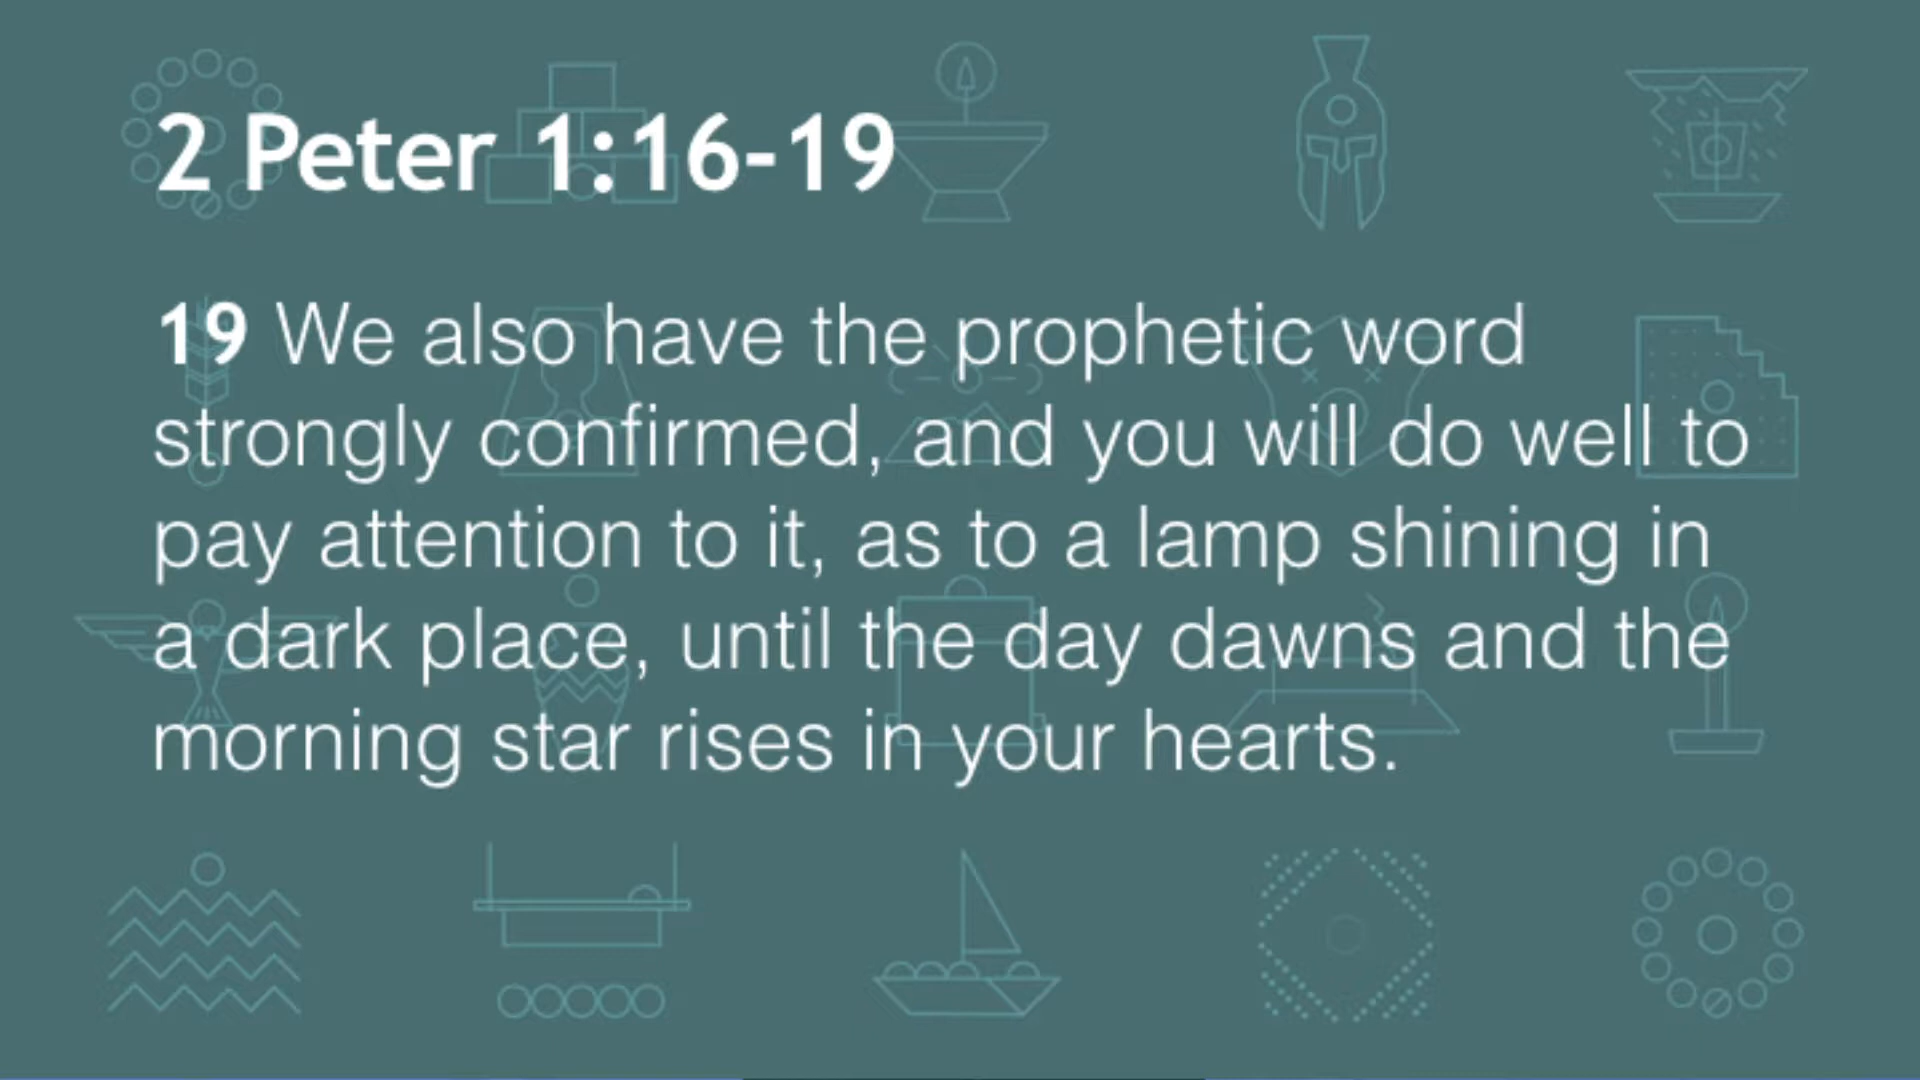 2 Peter 1:16-19
19 We also have the prophetic word
strongly confirmed, and you will do well to
pay attention to it, as to a lamp shining in
a dark place, until the day dawns and the
morning star rises in your hearts.